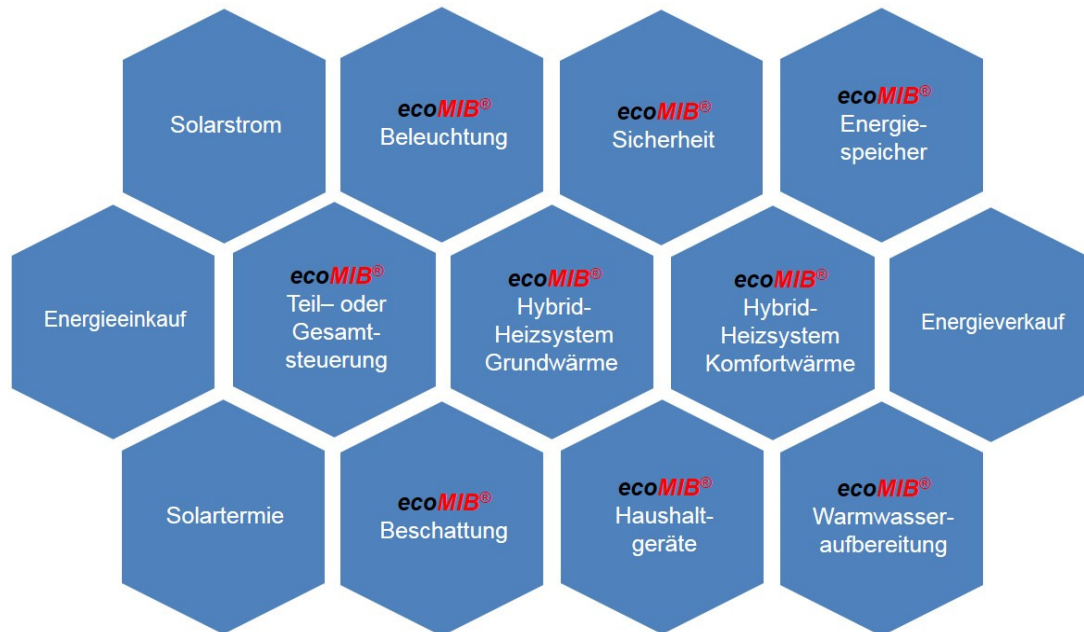 Solarstrom
ecoMIB®
Beleuchtung
ecoMIB®
Sicherheit
ecoMIB®
Energie-
speicher
Energieeinkauf
ecoMIB®
Teil– oder
Gesamt-
steuerung
ecoMIB®
Hybrid-
Heizsystem
Grundwärme
ecoMIB®
Hybrid-
Heizsystem
Komfortwärme
Energieverkauf
Solartermie
ecoMIB®
Beschattung
ecoMIB®
Haushalt-
geräte
ecoMIB®
Warmwasser-
aufbereitung